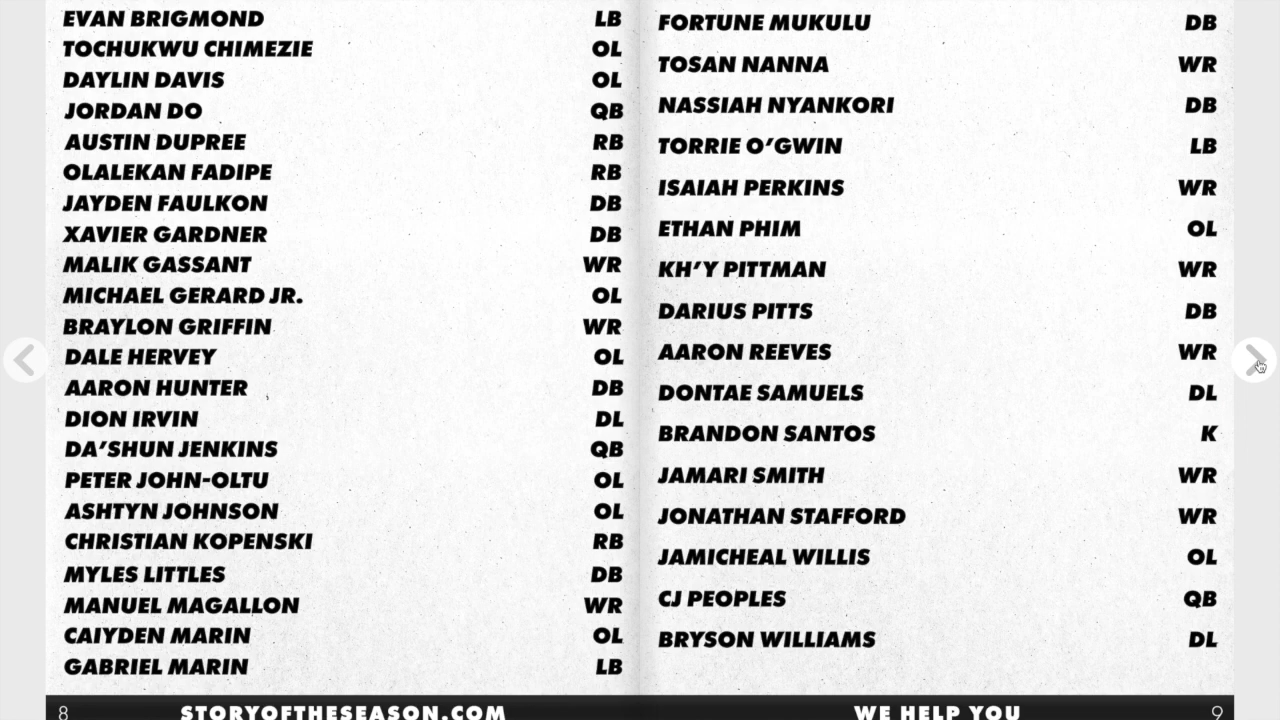 EVAN BRIGMOND LB
TOCHUKWU CHIMEZIE OL
DAYLIN DAVIS OL
JORDAN DO QB
AUSTIN DUPREE RB
OLALEKAN FADIPE RB
JAYDEN FAULKON DB
XAVIER GARDNER DB
MALIK GASSANT WR
MICHAEL GERARD JR. OL
BRAYLON GRIFFIN WR
DALE HERVEY OL
AARON HUNTER DB
DION IRVIN DL
DA'SHUN JENKINS QB
PETER JOHN-OLTU OL
ASHTYN JOHNSON OL
CHRISTIAN KOPENSKI RB
MYLES LITTLES DB
MANUEL MAGALLON WR
CAIYDEN MARIN OL
GABRIEL MARIN LB
8 STORYOFTHESEASON.COM
FORTUNE MUKULU DB
TOSAN NANNA WR
NASSIAH NYANKORI DB
TORRIE O'GWIN LB
ISAIAH PERKINS WR
ETHAN PHIM OL
KH'Y PITTMAN WR
DARIUS PITTS DB
AARON REEVES WR
DONTAE SAMUELS DL
BRANDON SANTOS K
JAMARI SMITH WR
JONATHAN STAFFORD WR
JAMICHEAL WILLIS OL
CJ PEOPLES QB
BRYSON WILLIAMS DL
WE HELP YOU 9